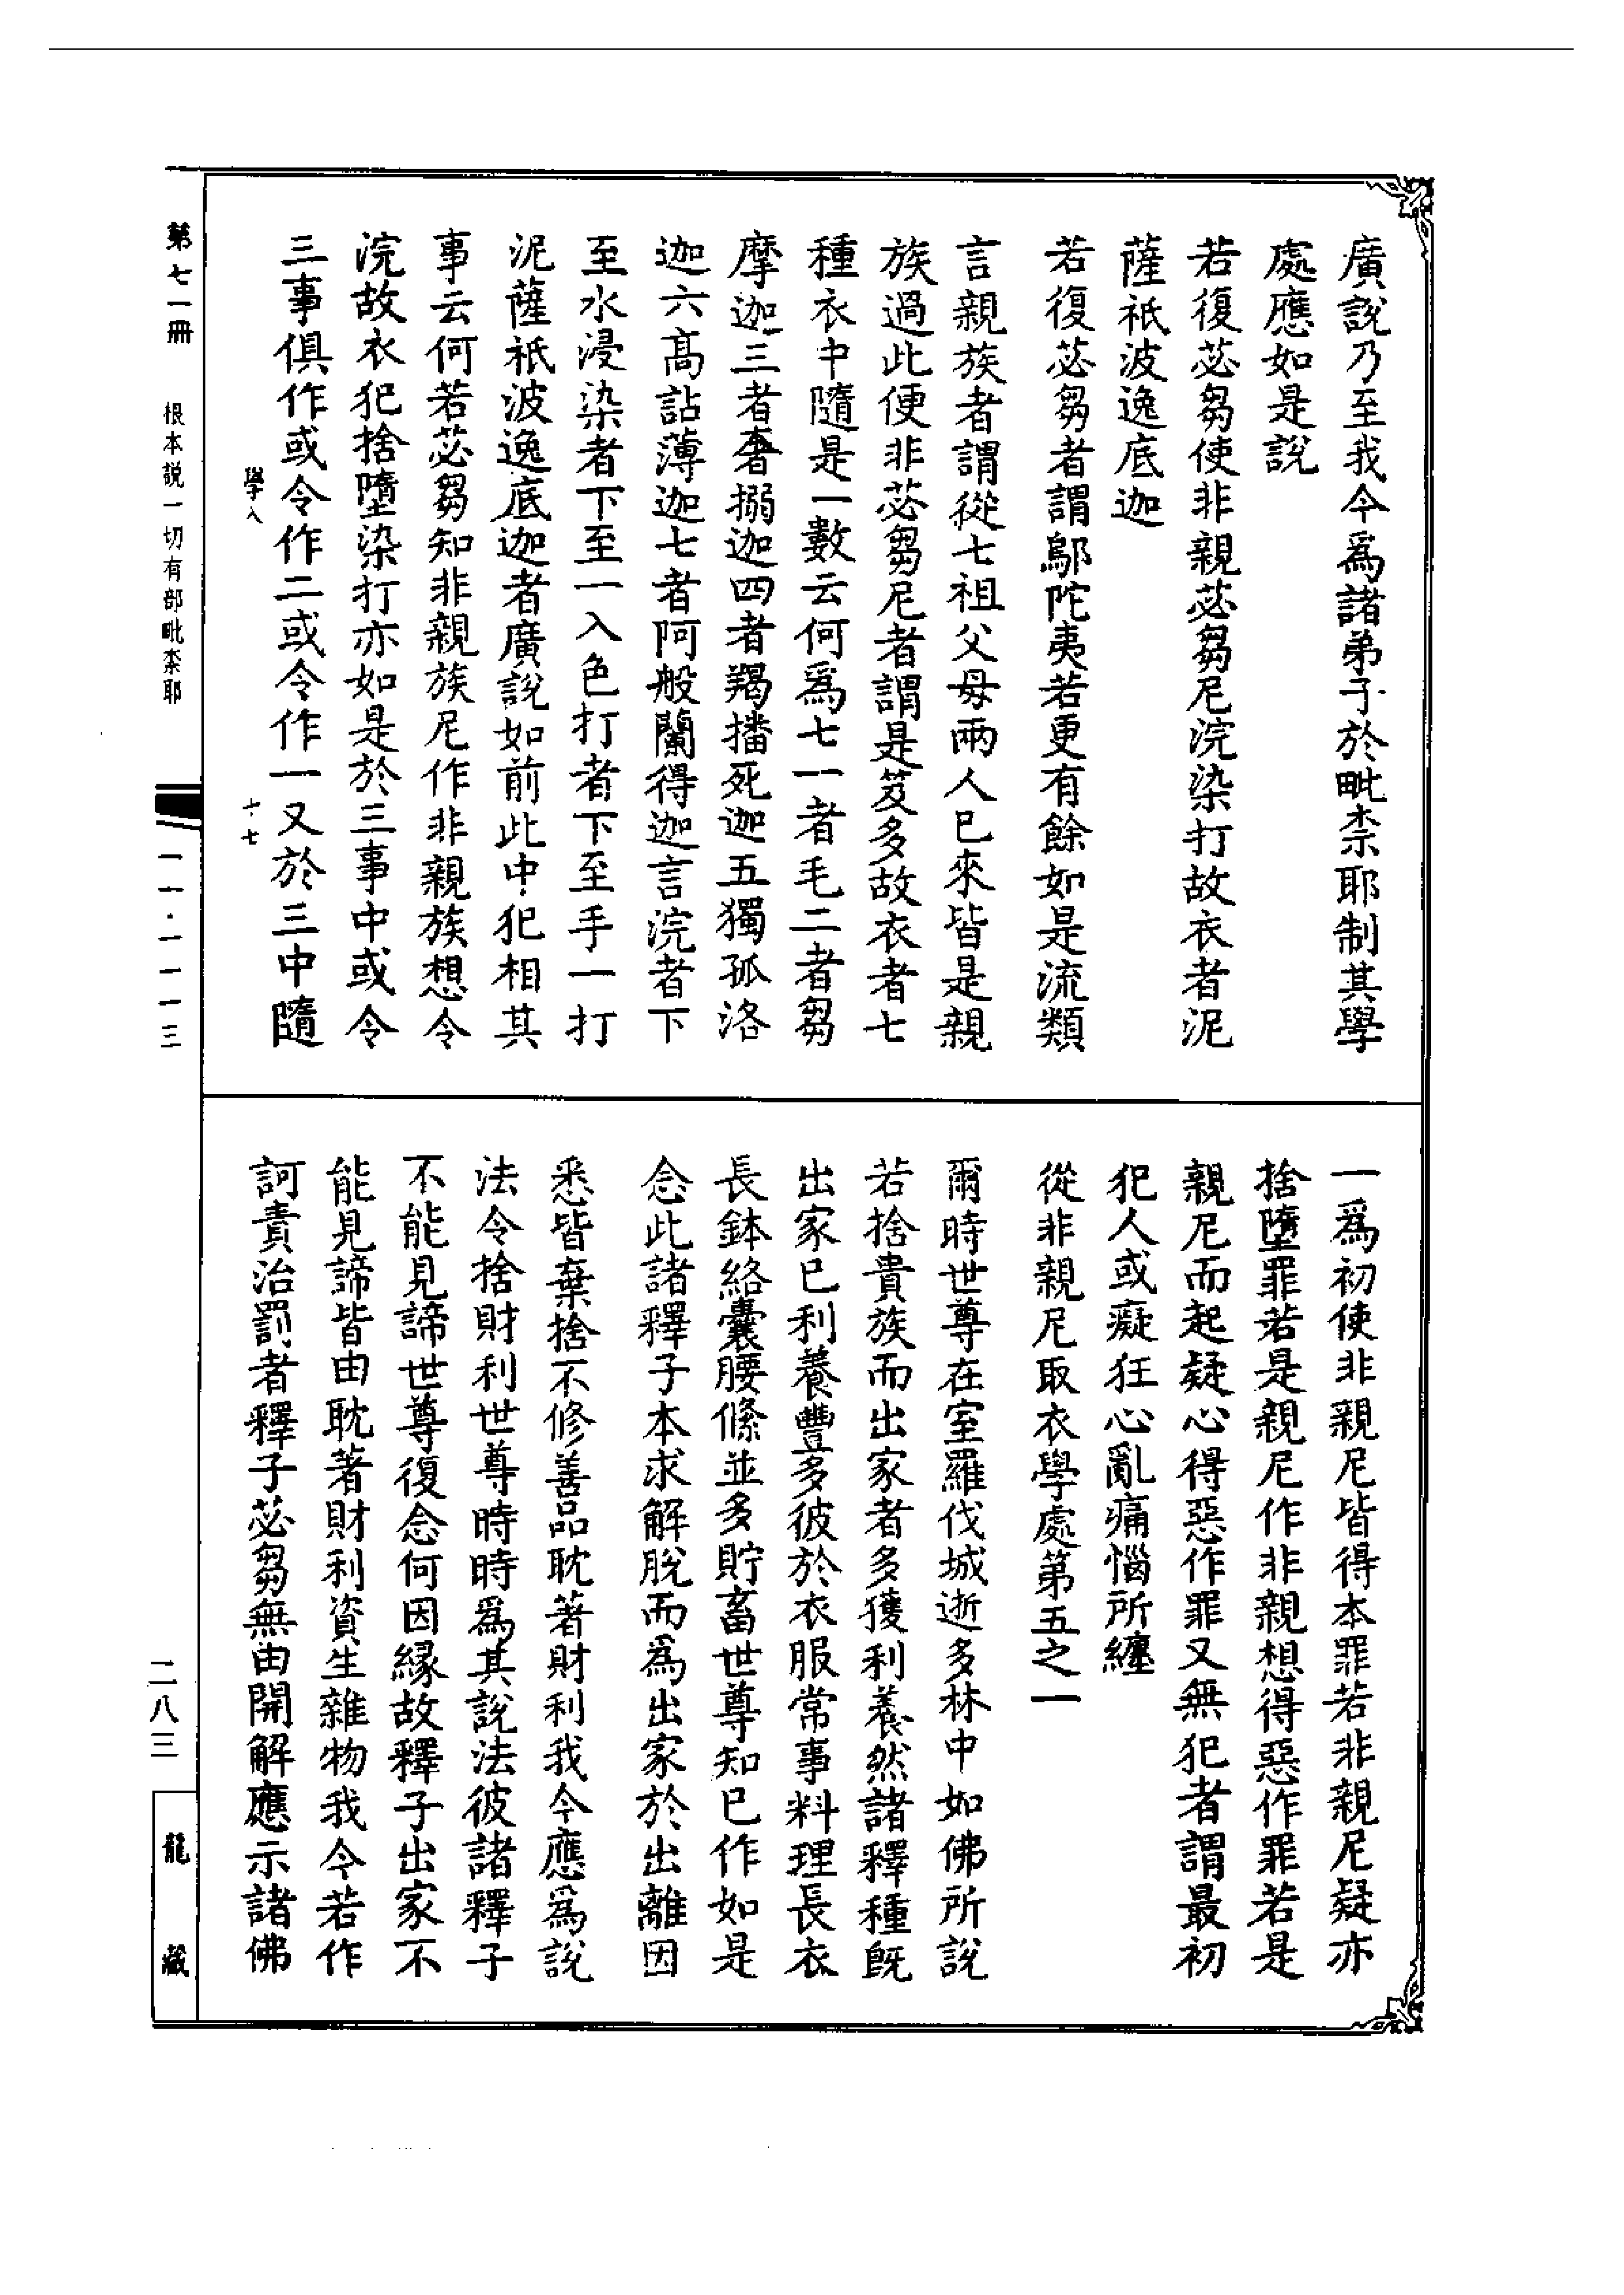 廣說乃至我今爲諸弟子於毗柰耶制其學
處應如是說
若復苾芻使非親苾芻尼浣染打故衣者泥
薩祇波逸底迦
若復苾芻者謂鄔陀夷若更有餘如是流類
言親族者謂從七祖父母兩人已來皆是親
族過此便非苾芻尼者謂是笈多故衣者七
種衣中隨是一數云何爲七一者毛二者芻
摩迦三者奢搦迦四者羯播死迦五獨孤洛
迦六高詀薄迦七者阿般蘭得迦言浣者下
至水浸染者下至一入色打者下至手一打
泥薩祇波逸底迦者廣說如前此中犯相其
事云何若苾芻知非親族尼作非親族想令
浣故衣犯捨墮染打亦如是於三事中或令
三事俱作或令作二或令作一又於三中隨
一爲初使非親尼皆得本罪若非親尼疑亦
捨墮罪若是親尼作非親想得惡作罪若是
親尼而起疑心得惡作罪又無犯者謂最初
犯人或癡狂心亂痛惱所纏
從非親尼取衣學處第五之一
爾時世尊在室羅伐城逝多林中如佛所說
若捨貴族而出家者多獲利養然諸釋種既
出家已利養豐多彼於衣服常事料理長衣
長鉢絡囊腰絛並多貯畜世尊知已作如是
念此諸釋子本求解脫而爲出家於出離因
悉皆棄捨不修善品耽著財利我今應爲說
法令捨財利世尊時時爲其說法彼諸釋子
不能見諦世尊復念何因緣故釋子出家不
能見諦皆由耽著財利資生雜物我今若作
訶責治罰者釋子苾芻無由開解應示諸佛
第七一冊
根本説一切有部毗柰耶
學入
十七
一一·一一一三
二八三
龍藏